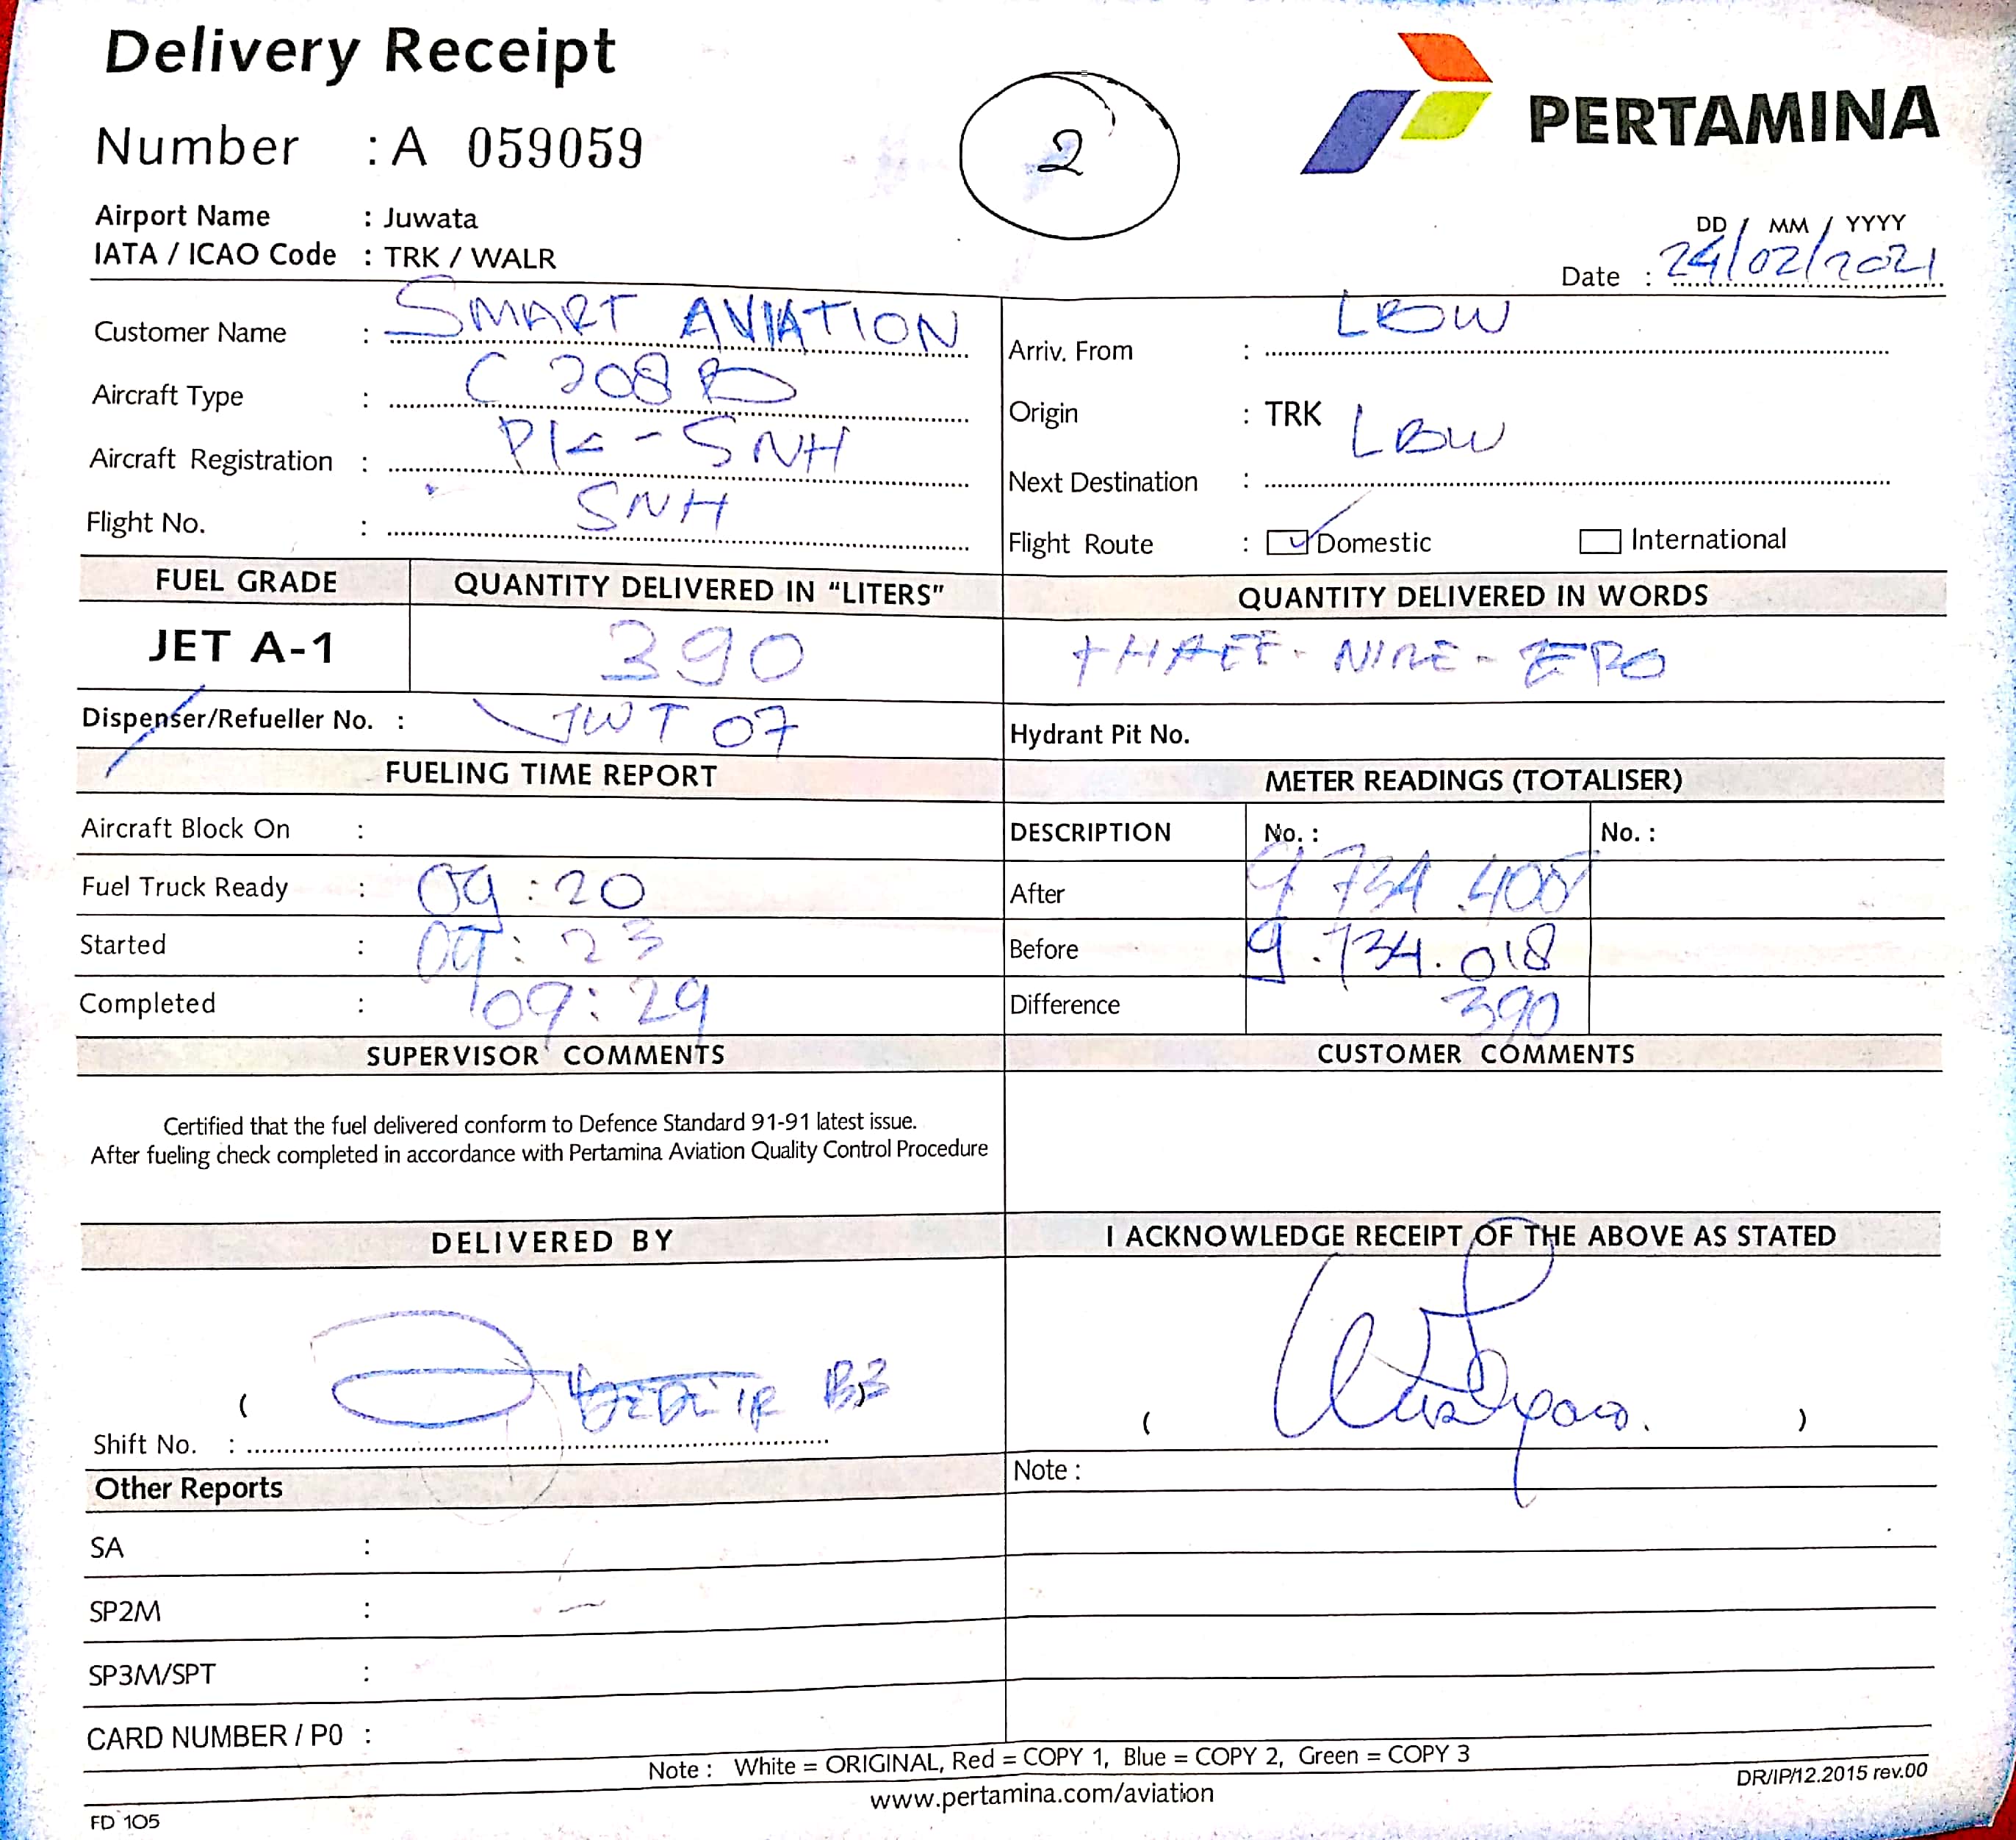 Delivery Receipt
PERTAMINA
Number : A 059059
2
Airport Name : Juwata
IATA / ICAO Code : TRK / WALR
DD / MM / YYYY
Date : 24/02/2021
Customer Name : SMART AVIATION
Arriv. From : LBW
Aircraft Type : C 208 B
Origin : TRK
Aircraft Registration : PK-SNH
Next Destination : LBW
Flight No. : SNH
Flight Route : Domestic International
FUEL GRADE QUANTITY DELIVERED IN "LITERS" QUANTITY DELIVERED IN WORDS
JET A-1 390
Dispenser/Refueller No. : JWT 07
Hydrant Pit No.
FUELING TIME REPORT METER READINGS (TOTALISER)
Aircraft Block On :
DESCRIPTION No. : No. :
Fuel Truck Ready : 09 : 20
After 9 734 .408
Started : 09 : 23
Before 9.734.018
Completed : 09 : 29
Difference 390
SUPERVISOR COMMENTS CUSTOMER COMMENTS
Certified that the fuel delivered conform to Defence Standard 91-91 latest issue.
After fueling check completed in accordance with Pertamina Aviation Quality Control Procedure
DELIVERED BY I ACKNOWLEDGE RECEIPT OF THE ABOVE AS STATED
( ( )
Shift No. :
Note :
Other Reports
SA :
SP2M : -
SP3M/SPT :
CARD NUMBER / P0 :
Note : White = ORIGINAL, Red = COPY 1, Blue = COPY 2, Green = COPY 3
www.pertamina.com/aviation
DR/IP/12.2015 rev.00
FD 105